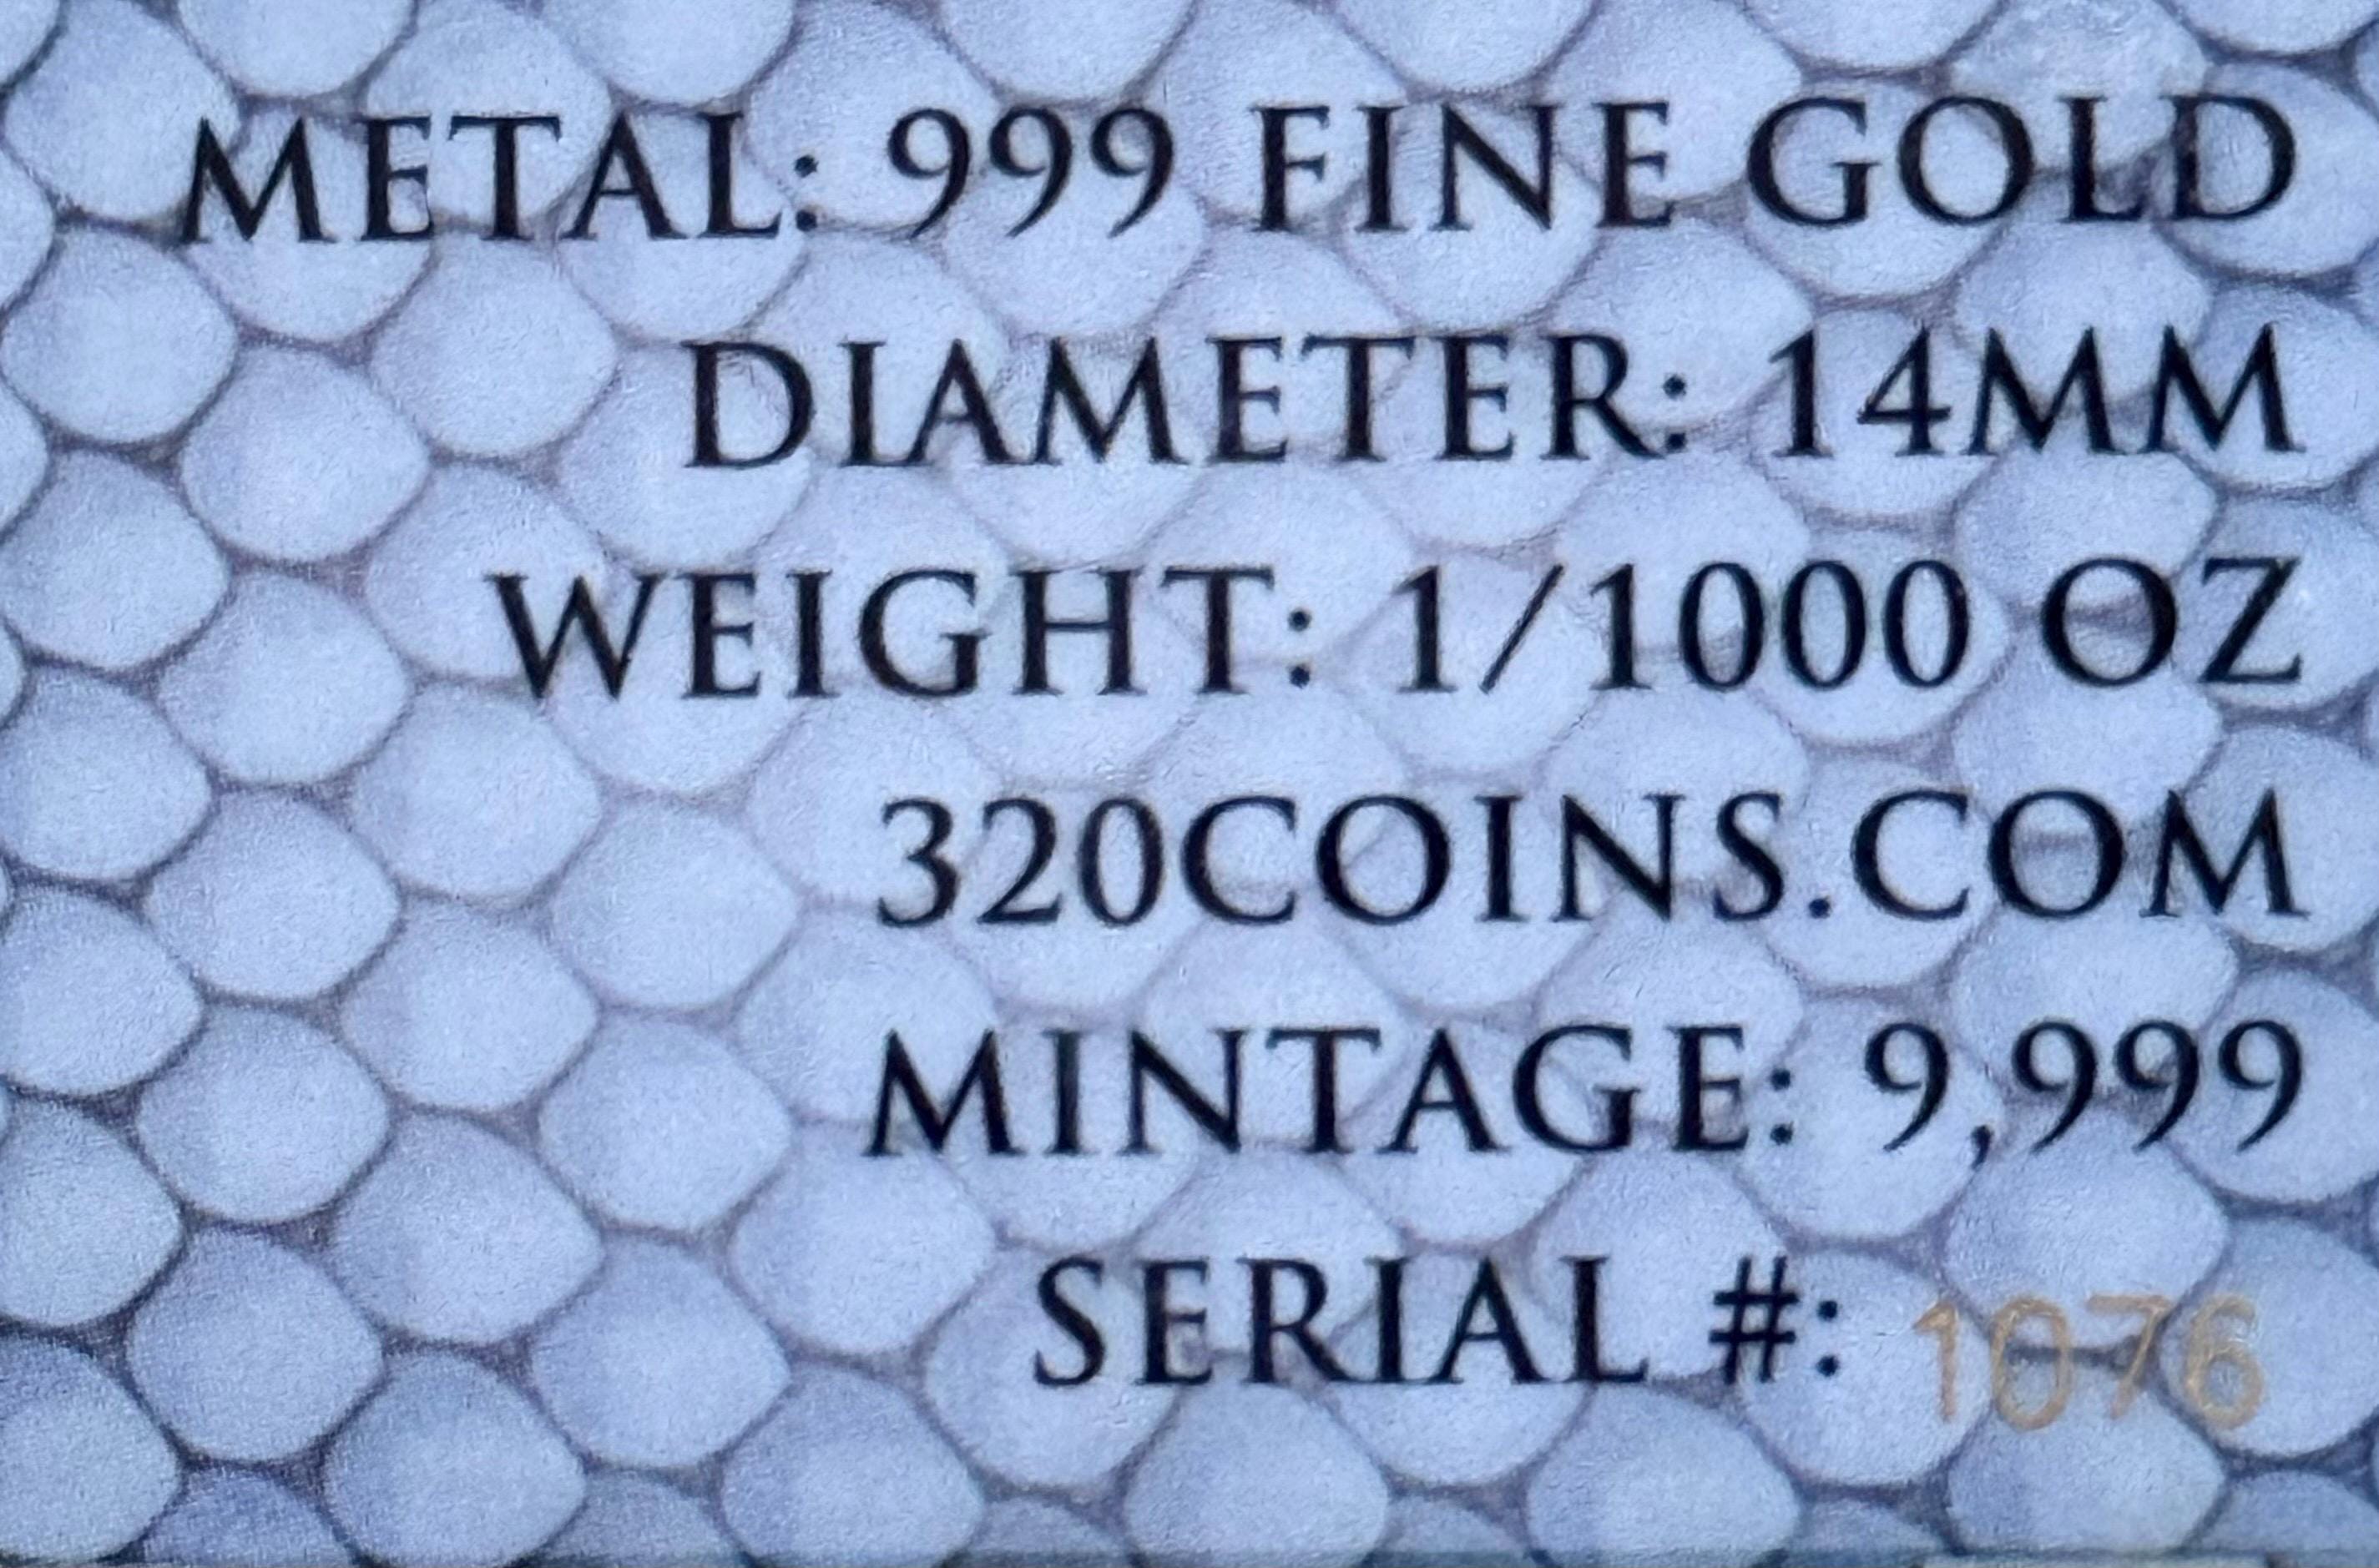 METAL: 999 FINE GOLD
DIAMETER: 14MM
WEIGHT: 1/1000 OZ
320COINS.COM
MINTAGE: 9,999
SERIAL #: 1076